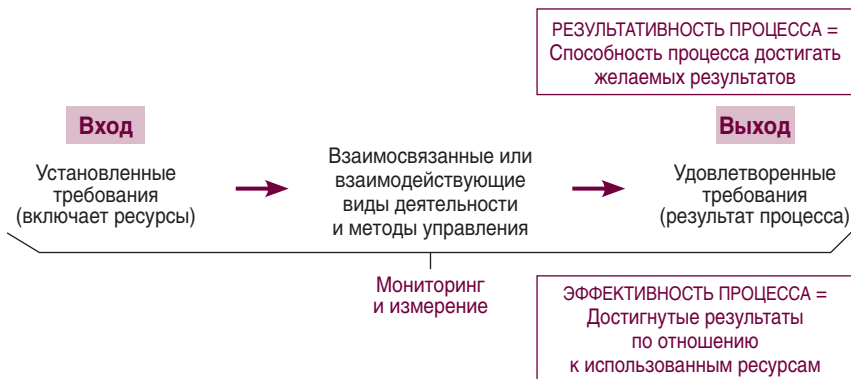 РЕЗУЛЬТАТИВНОСТЬ ПРОЦЕССА =
Способность процесса достигать
желаемых результатов
Вход
Установленные
требования
(включает ресурсы)
Взаимосвязанные или
взаимодействующие
виды деятельности
и методы управления
Выход
Удовлетворенные
требования
(результат процесса)
Мониторинг
и измерение
ЭФФЕКТИВНОСТЬ ПРОЦЕССА =
Достигнутые результаты
по отношению
к использованным ресурсам